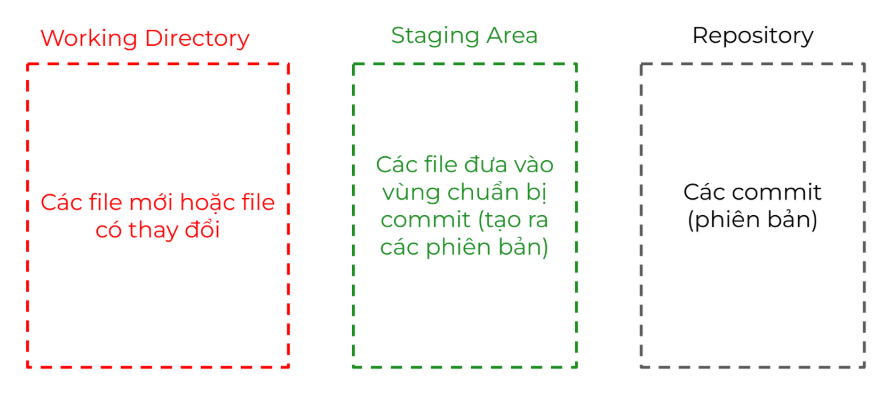 Working Directory
Staging Area
Repository
Các file mới hoặc file
có thay đổi
Các file đưa vào
vùng chuẩn bị
commit (tạo ra
các phiên bản)
Các commit
(phiên bản)